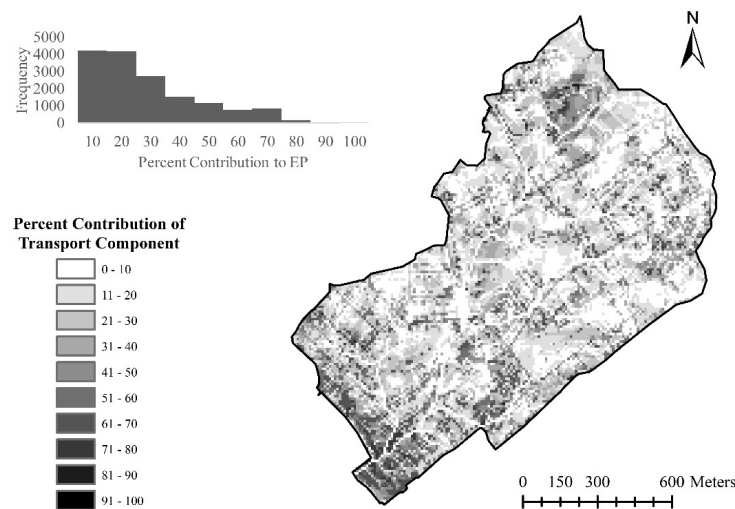 5000
4000
3000
2000
1000
0
Frequency
10 20 30 40 50 60 70 80 90 100
Percent Contribution to EP
N
Percent Contribution of
Transport Component
0 - 10
11 - 20
21 - 30
31 - 40
41 - 50
51 - 60
61 - 70
71 - 80
81 - 90
91 - 100
0 150 300 600 Meters